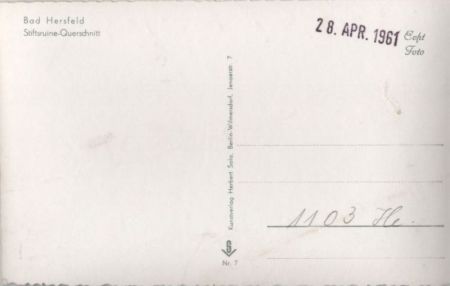 Bad Hersfeld
Stiftsruine-Querschnitt
28. APR. 1961
Echt
Foto
Kunstverlag Herbert Sala, Berlin-Wilmersdorf, Jenaerstr. 7
1103 He.
Nr. 7